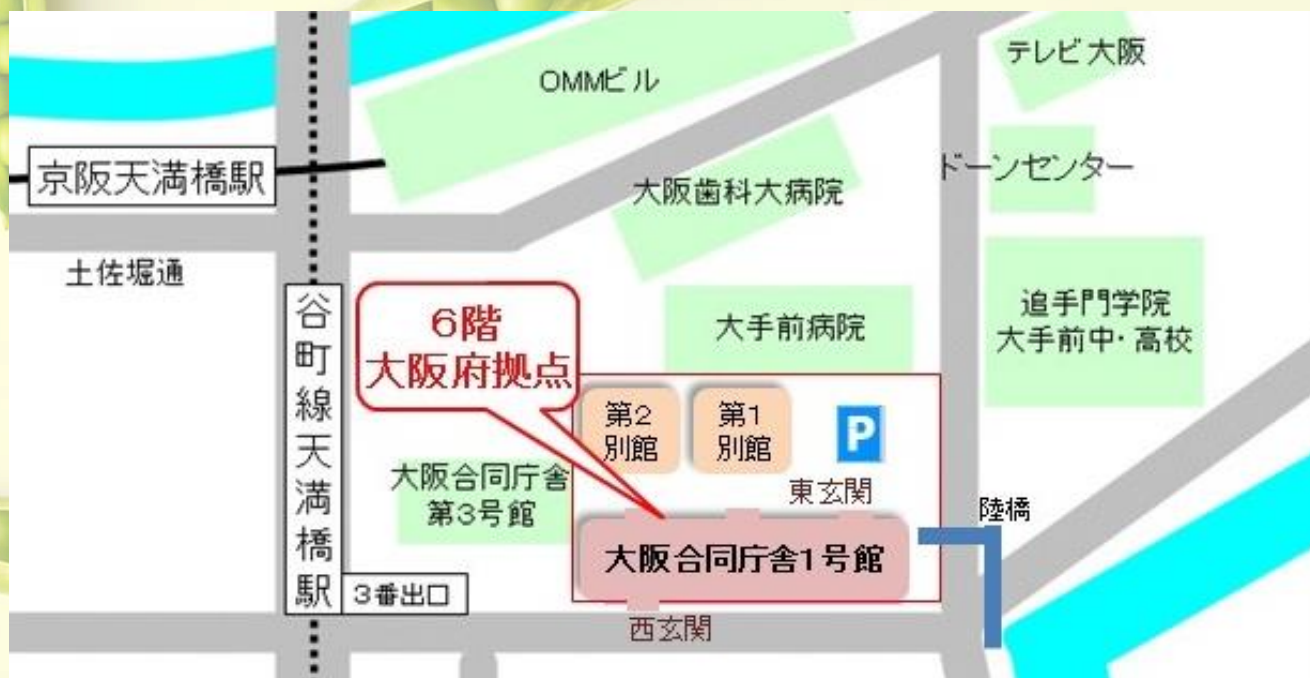 テレビ大阪
OMMビル
京阪天満橋駅
ドーンセンター
大阪歯科大病院
土佐堀通
谷町線天満橋駅
6階
大阪府拠点
大手前病院
追手門学院
大手前中・高校
第2
別館
第1
別館
P
大阪合同庁舎
第3号館
東玄関
陸橋
大阪合同庁舎1号館
3番出口
西玄関